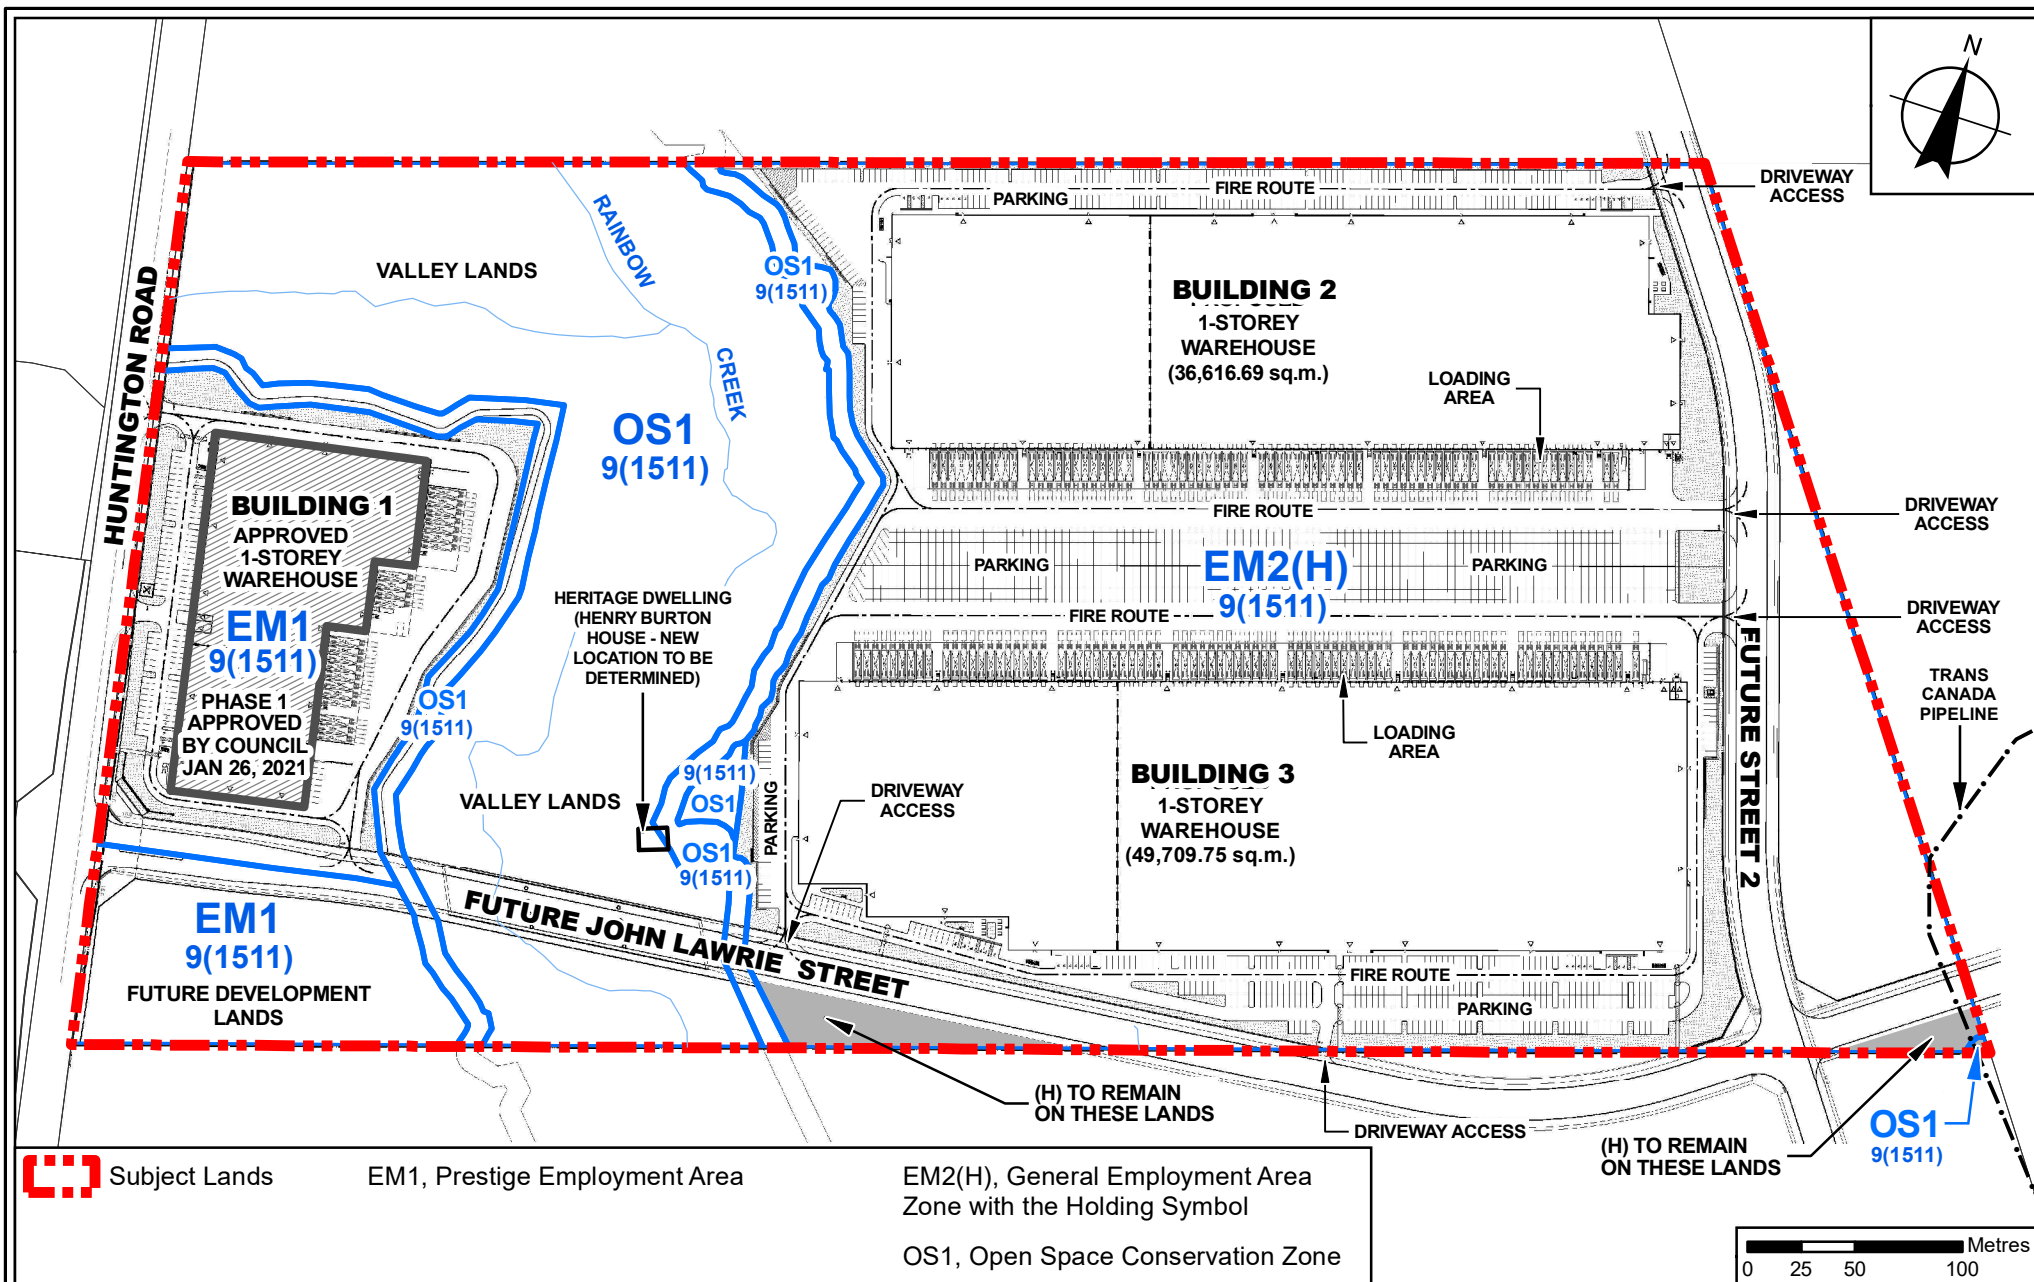 N
DRIVEWAY
ACCESS
FIRE ROUTE
PARKING
RAINBOW
CREEK
VALLEY LANDS
OS1
9(1511)
BUILDING 2
1-STOREY
WAREHOUSE
(36,616.69 sq.m.)
LOADING
AREA
HUNTINGTON ROAD
OS1
9(1511)
BUILDING 1
APPROVED
1-STOREY
WAREHOUSE
EM1
9(1511)
PHASE 1
APPROVED
BY COUNCIL
JAN 26, 2021
FIRE ROUTE
DRIVEWAY
ACCESS
PARKING
EM2(H)
9(1511)
PARKING
HERITAGE DWELLING
(HENRY BURTON
HOUSE - NEW
LOCATION TO BE
DETERMINED)
FIRE ROUTE
DRIVEWAY
ACCESS
FUTURE STREET 2
TRANS
CANADA
PIPELINE
OS1
9(1511)
LOADING
AREA
BUILDING 3
1-STOREY
WAREHOUSE
(49,709.75 sq.m.)
9(1511)
OS1
VALLEY LANDS
DRIVEWAY
ACCESS
PARKING
OS1
9(1511)
FUTURE JOHN LAWRIE STREET
EM1
9(1511)
FUTURE DEVELOPMENT
LANDS
FIRE ROUTE
PARKING
(H) TO REMAIN
ON THESE LANDS
DRIVEWAY ACCESS
(H) TO REMAIN
ON THESE LANDS
OS1
9(1511)
Subject Lands
EM1, Prestige Employment Area
EM2(H), General Employment Area
Zone with the Holding Symbol
OS1, Open Space Conservation Zone
Metres
0 25 50 100